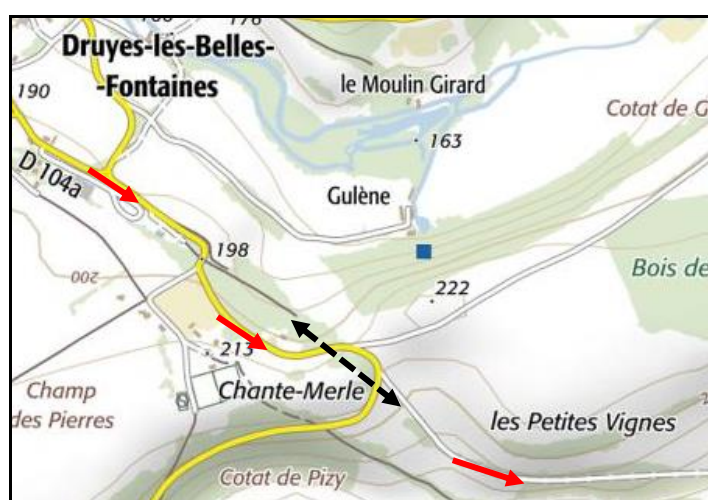 176
Druyes-les-Belles-
-Fontaines
190
le Moulin Girard
Cotat de G
163
D 104a
Gulène
198
200
Bois de
222
213
Chante-Merle
Champ
des Pierres
les Petites Vignes
Cotat de Pizy